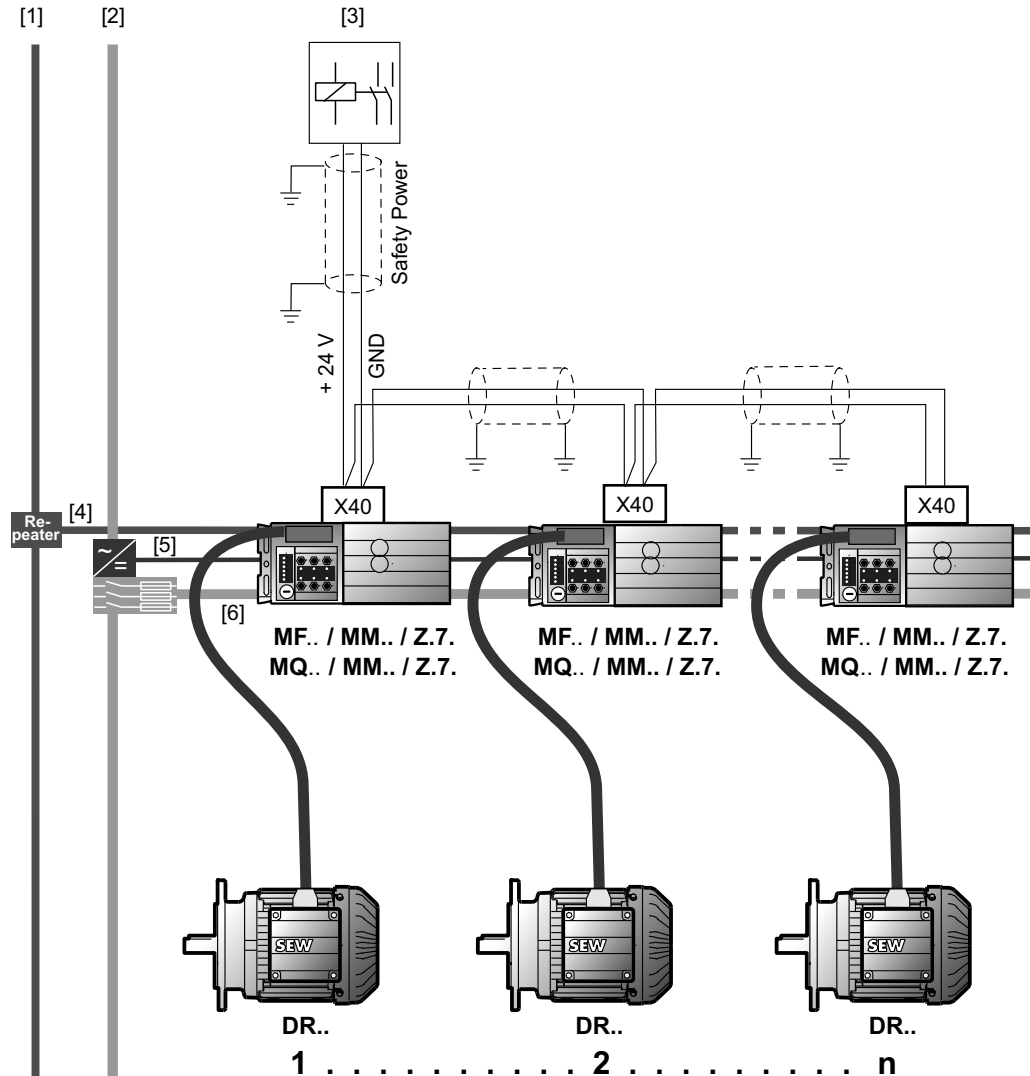 [1] [2] [3]
Safety Power
+ 24 V
GND
X40 X40 X40
Re-
peater
[4]
[5]
[6]
MF.. / MM.. / Z.7. MF.. / MM.. / Z.7. MF.. / MM.. / Z.7.
MQ.. / MM.. / Z.7. MQ.. / MM.. / Z.7. MQ.. / MM.. / Z.7.
SEW SEW SEW
DR.. DR.. DR..
1 . . . . . . . . . . 2 . . . . . . . . . n